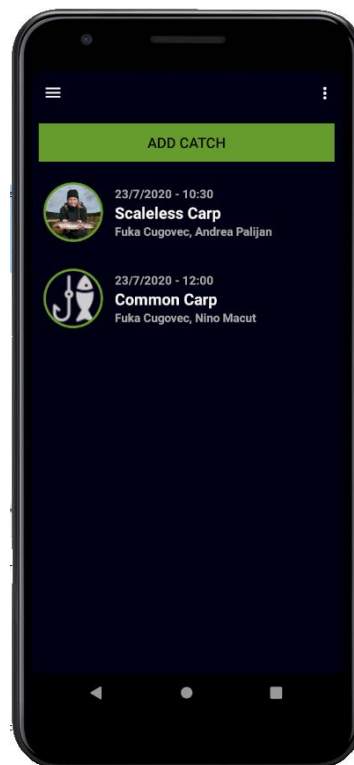 ADD CATCH
23/7/2020 - 10:30
Scaleless Carp
Fuka Cugovec, Andrea Palijan
23/7/2020 - 12:00
Common Carp
Fuka Cugovec, Nino Macut